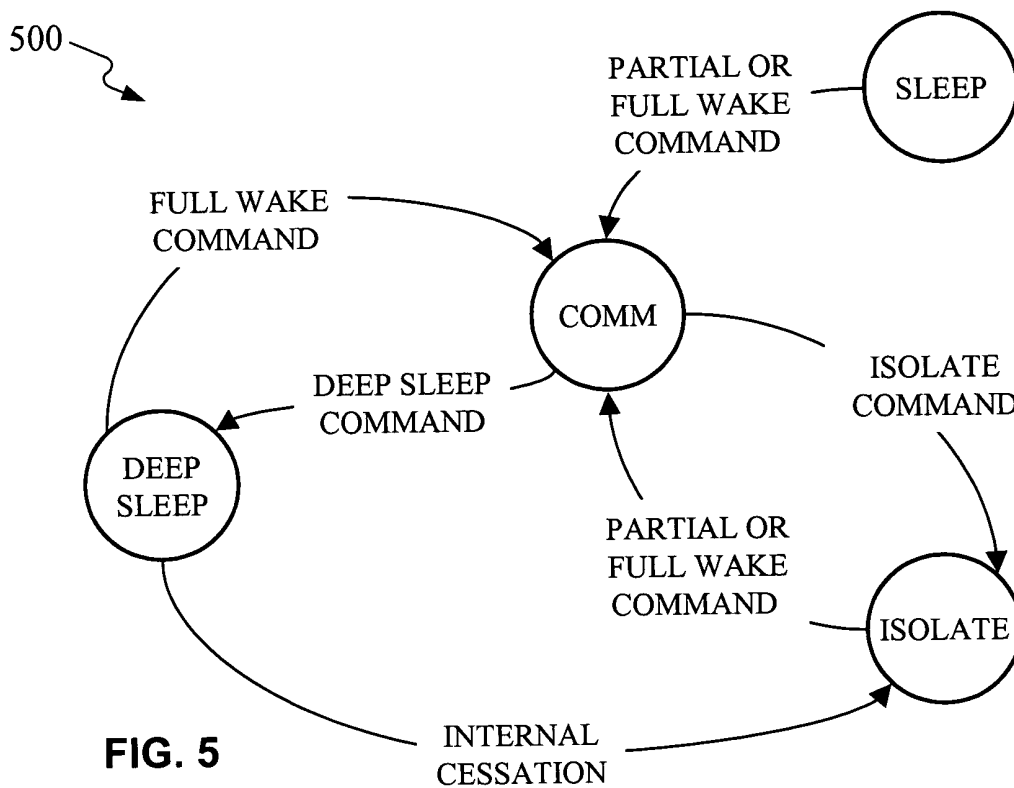 500
PARTIAL OR
FULL WAKE
COMMAND
SLEEP
FULL WAKE
COMMAND
COMM
ISOLATE
COMMAND
DEEP SLEEP
COMMAND
DEEP
SLEEP
PARTIAL OR
FULL WAKE
COMMAND
ISOLATE
INTERNAL
CESSATION
FIG. 5